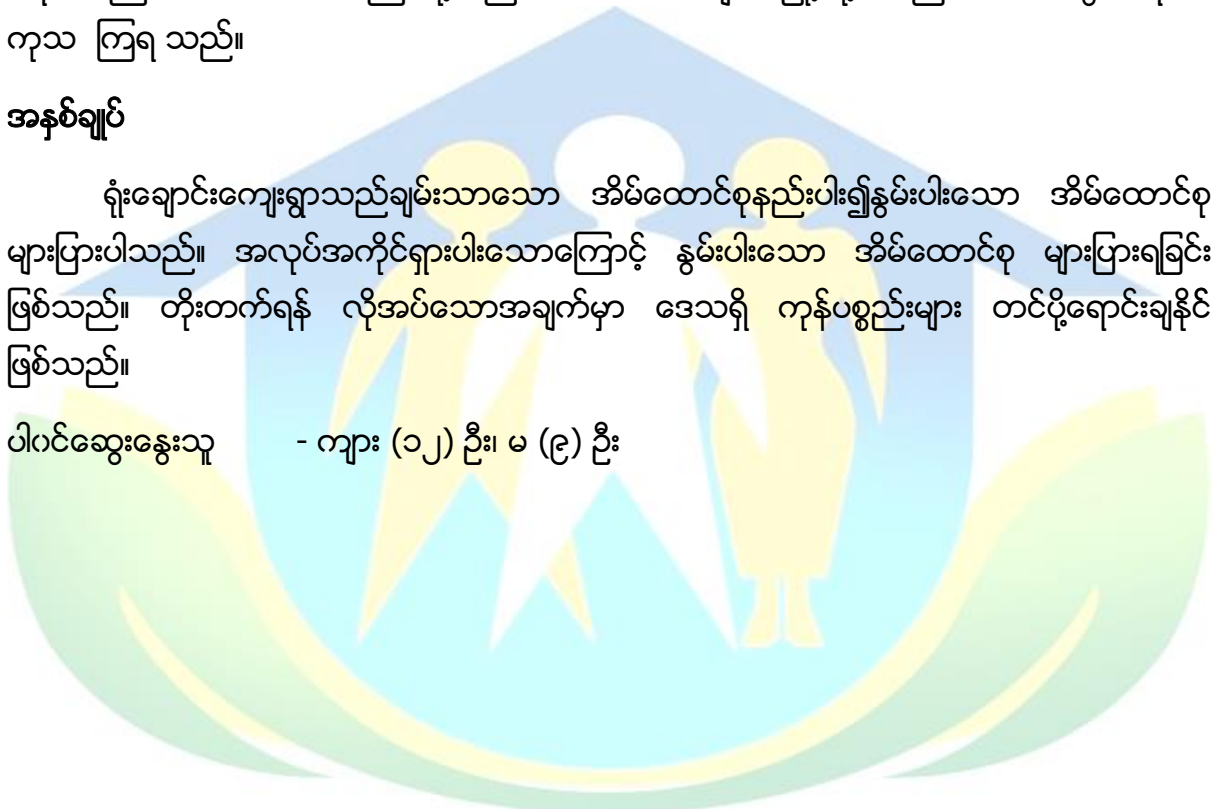 ကုသ ကြရ သည်။
အနှစ်ချုပ်
ရုံးချောင်းကျေးရွာသည်ချမ်းသာသော အိမ်ထောင်စုနည်းပါး၍နွမ်းပါးသော အိမ်ထောင်စု
များပြားပါသည်။ အလုပ်အကိုင်ရှားပါးသောကြောင့် နွမ်းပါးသော အိမ်ထောင်စု များပြားရခြင်း
ဖြစ်သည်။ တိုးတက်ရန် လိုအပ်သောအချက်မှာ ဒေသရှိ ကုန်ပစ္စည်းများ တင်ပို့ရောင်းချနိုင်
ဖြစ်သည်။
ပါဂင်ဆွေးနွေးသူ - ကျား (၁၂) ဦး၊ မ (၉) ဦး